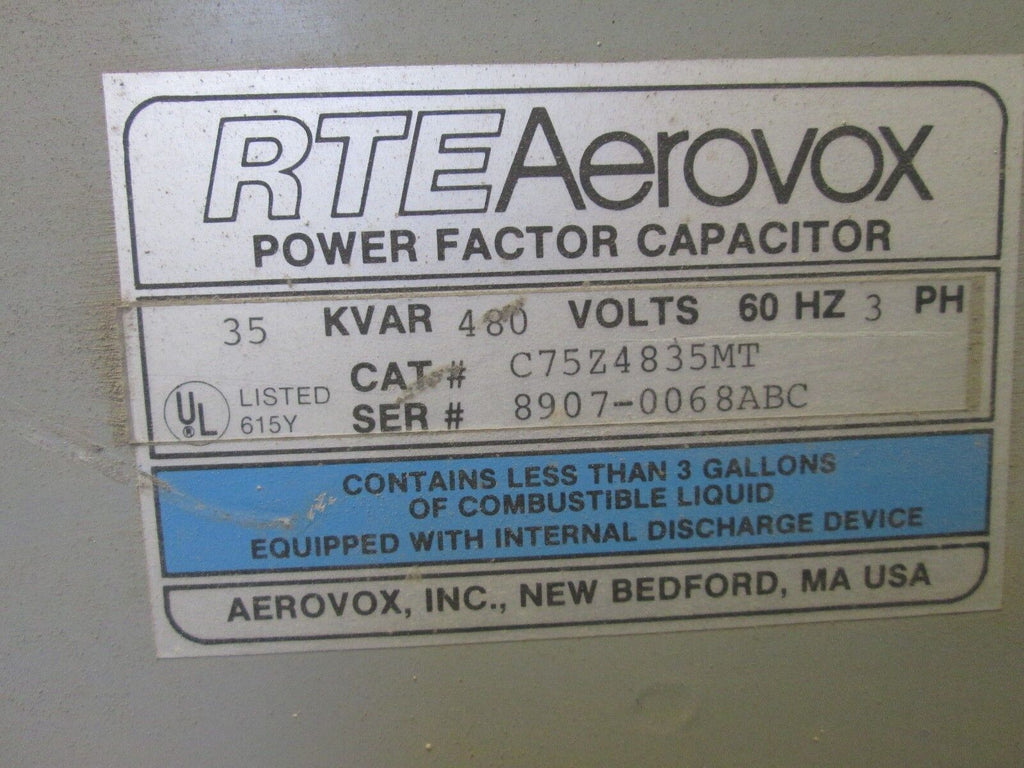 RTEAerovox
POWER FACTOR CAPACITOR
35 KVAR 480 VOLTS 60 HZ 3 PH
CAT # C75Z4835MT
UL® LISTED 615Y
SER # 8907-0068ABC
CONTAINS LESS THAN 3 GALLONS
OF COMBUSTIBLE LIQUID
EQUIPPED WITH INTERNAL DISCHARGE DEVICE
AEROVOX, INC., NEW BEDFORD, MA USA